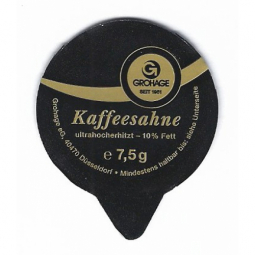 G
GROHAGE
SEIT 1901
Kaffeesahne
ultrahocherhitzt – 10% Fett
e 7,5g
Grohage eG, 40470 Düsseldorf • Mindestens haltbar bis: siehe Unterseite